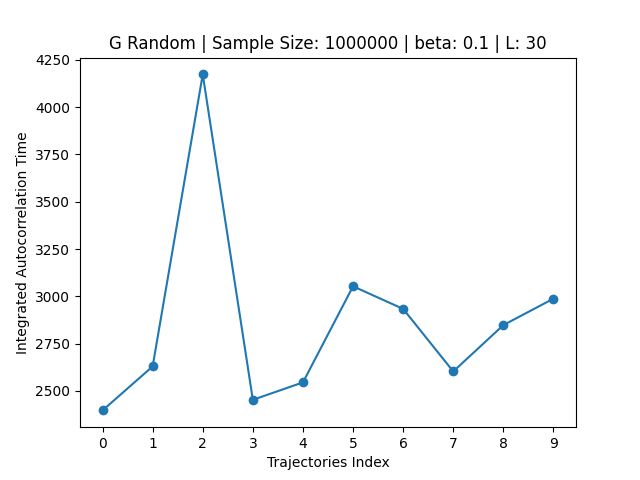 G Random | Sample Size: 1000000 | beta: 0.1 | L: 30
4250
4000
3750
3500
3250
3000
2750
2500
Integrated Autocorrelation Time
0 1 2 3 4 5 6 7 8 9
Trajectories Index